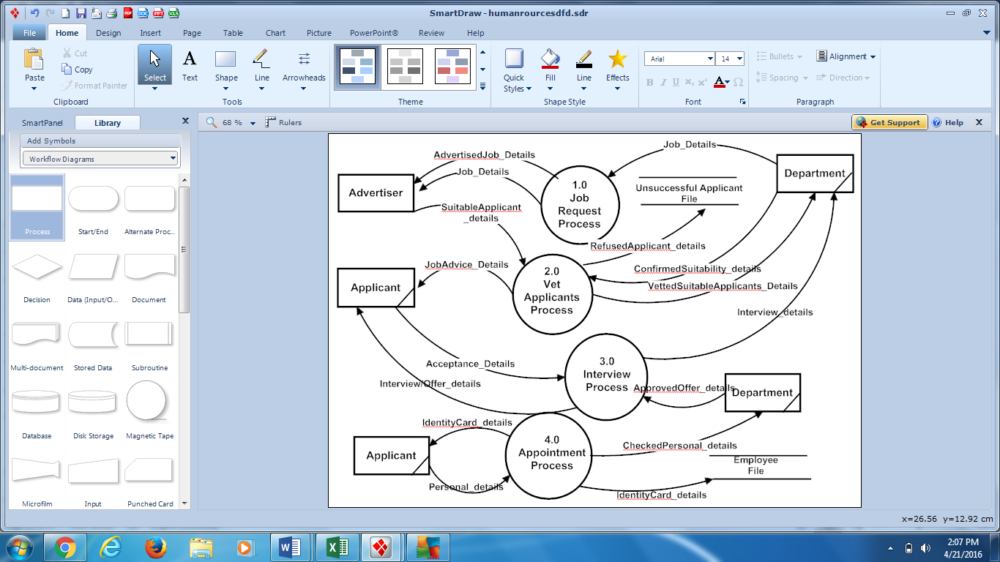 SmartDraw - humanrourcesdfd.sdr
File Home Design Insert Page Table Chart Picture PowerPoint® Review Help
Paste
Cut
Copy
Format Painter
Clipboard
Select
Text
Shape
Line
Arrowheads
Tools
Theme
Quick
Styles
Fill
Line
Effects
Shape Style
Arial 14
B I U X₂ X² A Ω
Font
Bullets
Alignment
Spacing
Direction
Paragraph
SmartPanel Library X
68 % Rulers
Get Support
Help X
Add Symbols
Workflow Diagrams
Process Start/End Alternate Proc...
Decision Data (Input/O... Document
Multi-document Stored Data Subroutine
Database Disk Storage Magnetic Tape
Microfilm Input Punched Card
AdvertisedJob_Details
Job_Details
Job_Details
Advertiser
1.0
Job
Request
Process
Department
Unsuccessful Applicant
File
SuitableApplicant
_details
RefusedApplicant_details
JobAdvice_Details
ConfirmedSuitability_details
VettedSuitableApplicants_Details
Applicant
2.0
Vet
Applicants
Process
Interview_details
Acceptance_Details
3.0
Interview
Process
Interview/Offer_details
ApprovedOffer_details
Department
IdentityCard_details
4.0
Appointment
Process
CheckedPersonal_details
Applicant
Employee
File
Personal_details
IdentityCard_details
x=26.56 y=12.92 cm
2:07 PM
4/21/2016